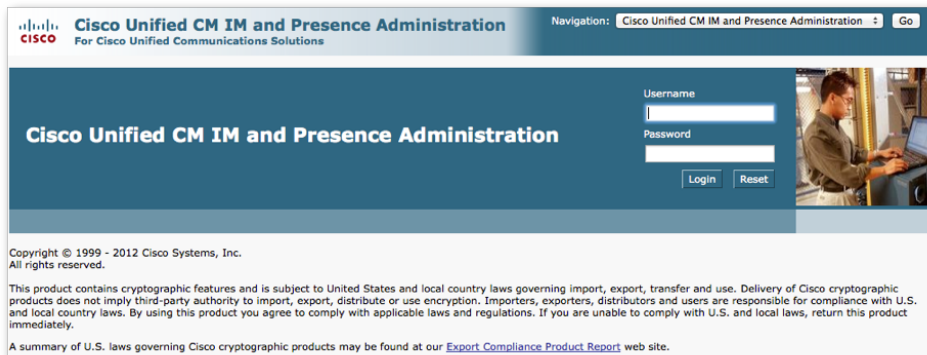 Cisco Unified CM IM and Presence Administration
For Cisco Unified Communications Solutions
CISCO
Navigation: Cisco Unified CM IM and Presence Administration Go
Cisco Unified CM IM and Presence Administration
Username
Password
Login Reset
Copyright © 1999 - 2012 Cisco Systems, Inc.
All rights reserved.
This product contains cryptographic features and is subject to United States and local country laws governing import, export, transfer and use. Delivery of Cisco cryptographic
products does not imply third-party authority to import, export, distribute or use encryption. Importers, exporters, distributors and users are responsible for compliance with U.S.
and local country laws. By using this product you agree to comply with applicable laws and regulations. If you are unable to comply with U.S. and local laws, return this product
immediately.
A summary of U.S. laws governing Cisco cryptographic products may be found at our Export Compliance Product Report web site.